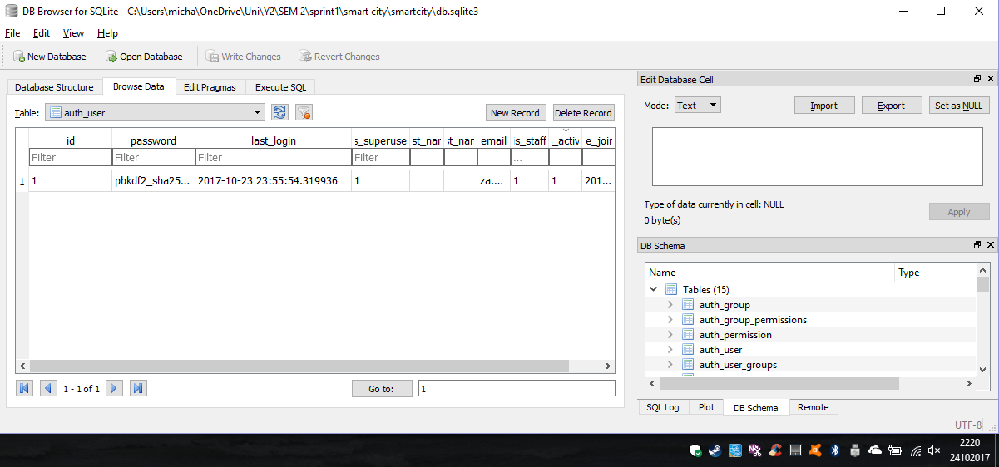 DB Browser for SQLite - C:\Users\micha\OneDrive\Uni\Y2\SEM 2\sprint1\smart city\smartcity\db.sqlite3
File Edit View Help
New Database Open Database Write Changes Revert Changes
Database Structure Browse Data Edit Pragmas Execute SQL
Table: auth_user New Record Delete Record
id password last_login s_superuse st_nar st_nar email is_staff _activ e_join
Filter Filter Filter Filter ...
1 1 pbkdf2_sha25... 2017-10-23 23:55:54.319936 1 za.... 1 1 201...
1 - 1 of 1 Go to: 1
Edit Database Cell
Mode: Text Import Export Set as NULL
Type of data currently in cell: NULL
0 byte(s)
Apply
DB Schema
Name Type
Tables (15)
auth_group
auth_group_permissions
auth_permission
auth_user
auth_user_groups
SQL Log Plot DB Schema Remote
UTF-8
2220
24102017